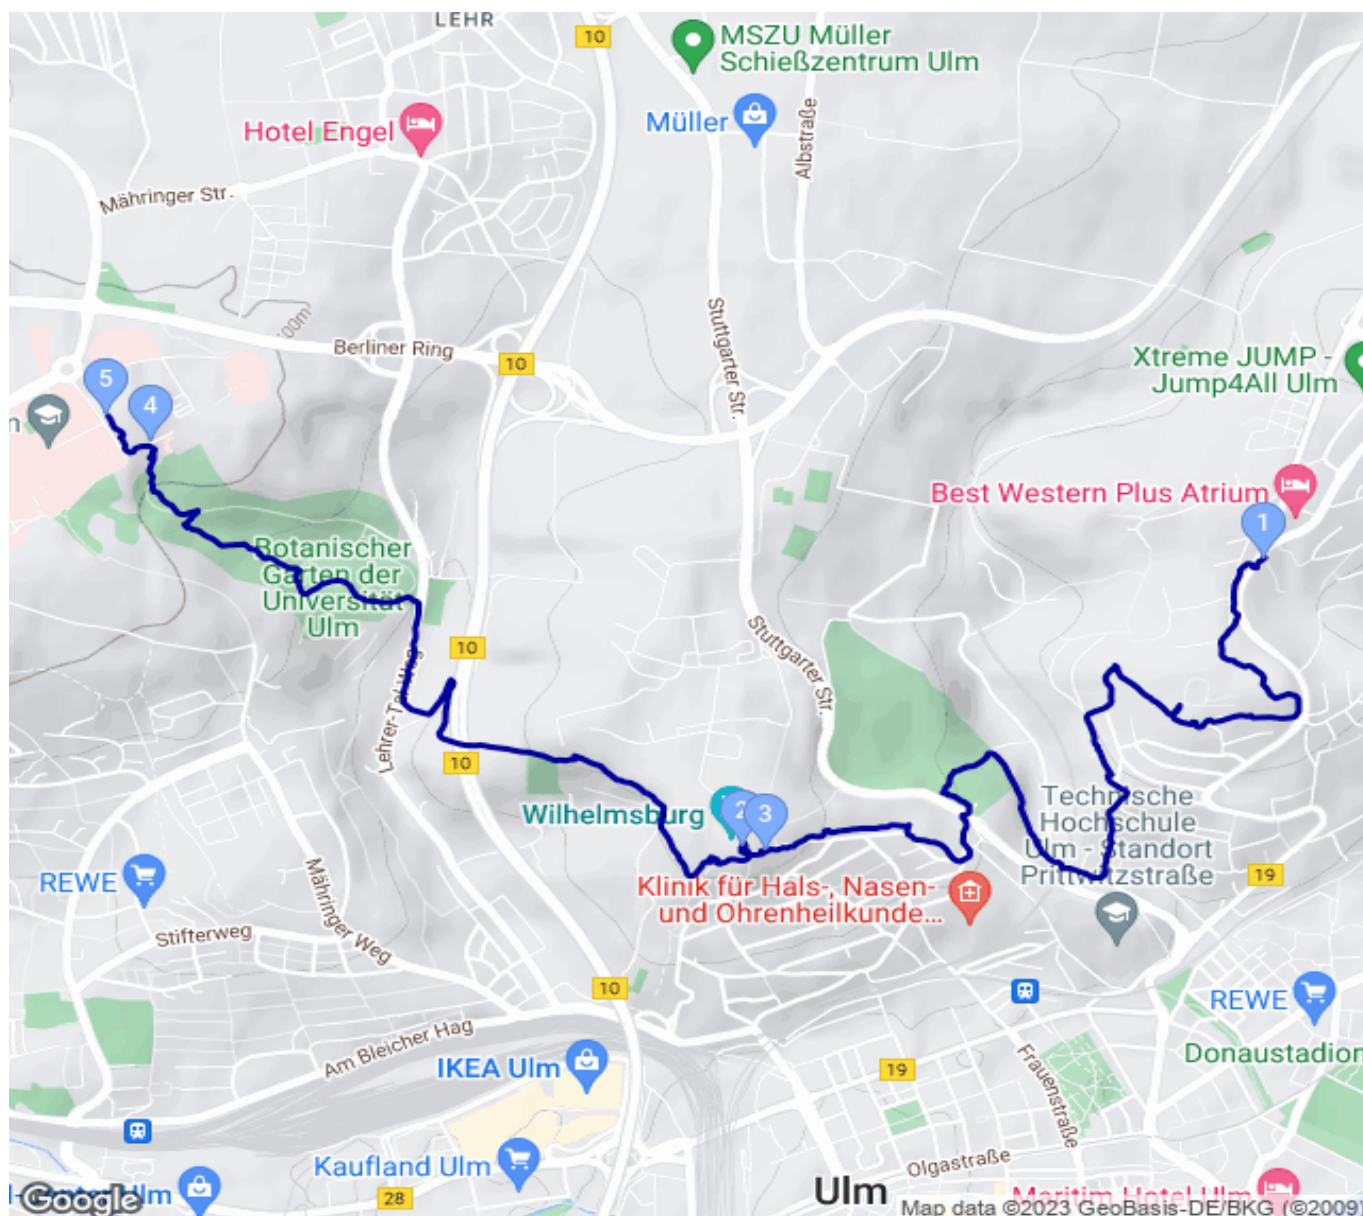 LEHR
10
MSZU Müller
Schießzentrum Ulm
Müller
Albstraße
Hotel Engel
Mähringer Str.
Stuttgarter Str.
Berliner Ring
10
Xtreme JUMP -
Jump4All Ulm
5
4
Best Western Plus Atrium
1
Botanischer
Garten der
Universität
Ulm
10
Stuttgarter Str.
Lehrer-Tal-Weg
10
Wilhelmsburg
2
3
Technische
Hochschule
Ulm - Standort
Prittwitzstraße
19
REWE
Mähringer Weg
Klinik für Hals-, Nasen-
und Ohrenheilkunde...
Stifterweg
10
REWE
Am Bleicher Hag
IKEA Ulm
19
Frauenstraße
Donaustadion
Kaufland Ulm
Olgastraße
28
Ulm
Maritim Hotel Ulm
Google
Map data ©2023 GeoBasis-DE/BKG (©2009)